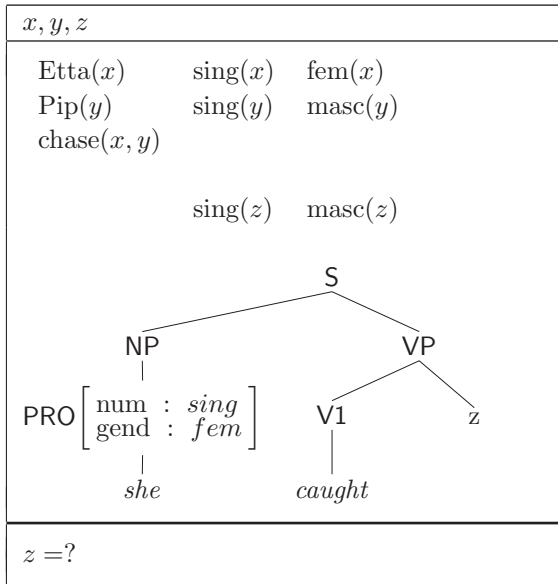 x, y, z
Etta(x) sing(x) fem(x)
Pip(y) sing(y) masc(y)
chase(x, y)
sing(z) masc(z)
S
NP VP
PRO [ num : sing
gend : fem ] V1 z
she caught
z =?